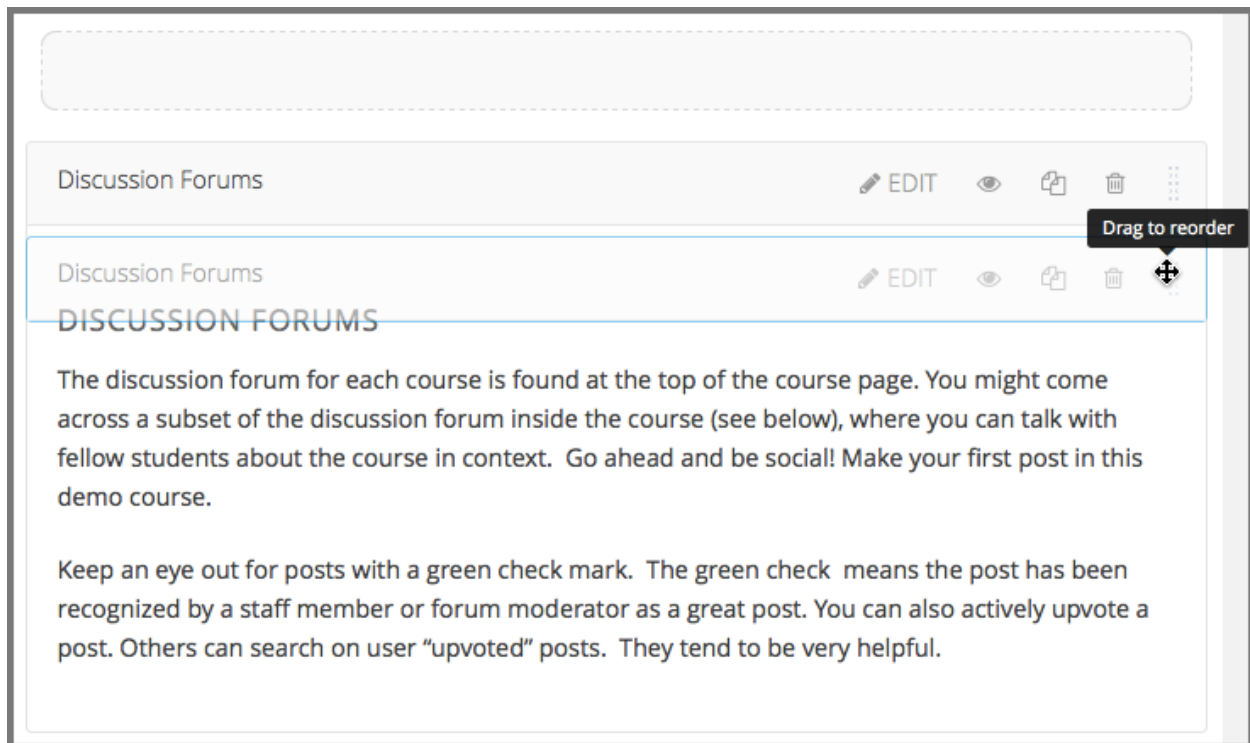 Discussion Forums EDIT
Drag to reorder
Discussion Forums EDIT
DISCUSSION FORUMS
The discussion forum for each course is found at the top of the course page. You might come
across a subset of the discussion forum inside the course (see below), where you can talk with
fellow students about the course in context.  Go ahead and be social! Make your first post in this
demo course.
Keep an eye out for posts with a green check mark.  The green check  means the post has been
recognized by a staff member or forum moderator as a great post. You can also actively upvote a
post. Others can search on user “upvoted” posts.  They tend to be very helpful.